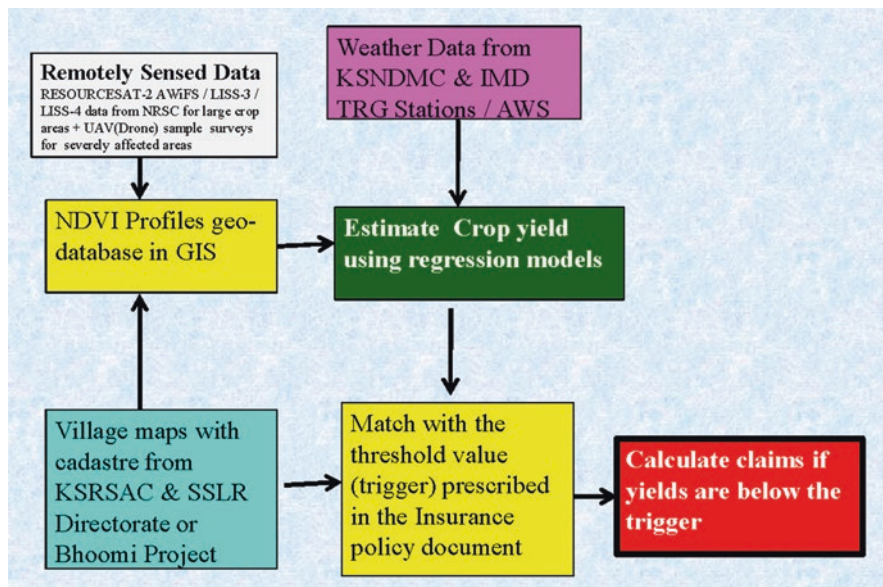 Remotely Sensed Data
RESOURCESAT-2 AWiFS / LISS-3 /
LISS-4 data from NRSC for large crop
areas + UAV(Drone) sample surveys
for severely affected areas
Weather Data from
KSNDMC & IMD
TRG Stations / AWS
NDVI Profiles geo-
database in GIS
Estimate Crop yield
using regression models
Village maps with
cadastre from
KSRSAC & SSLR
Directorate or
Bhoomi Project
Match with the
threshold value
(trigger) prescribed
in the Insurance
policy document
Calculate claims if
yields are below the
trigger